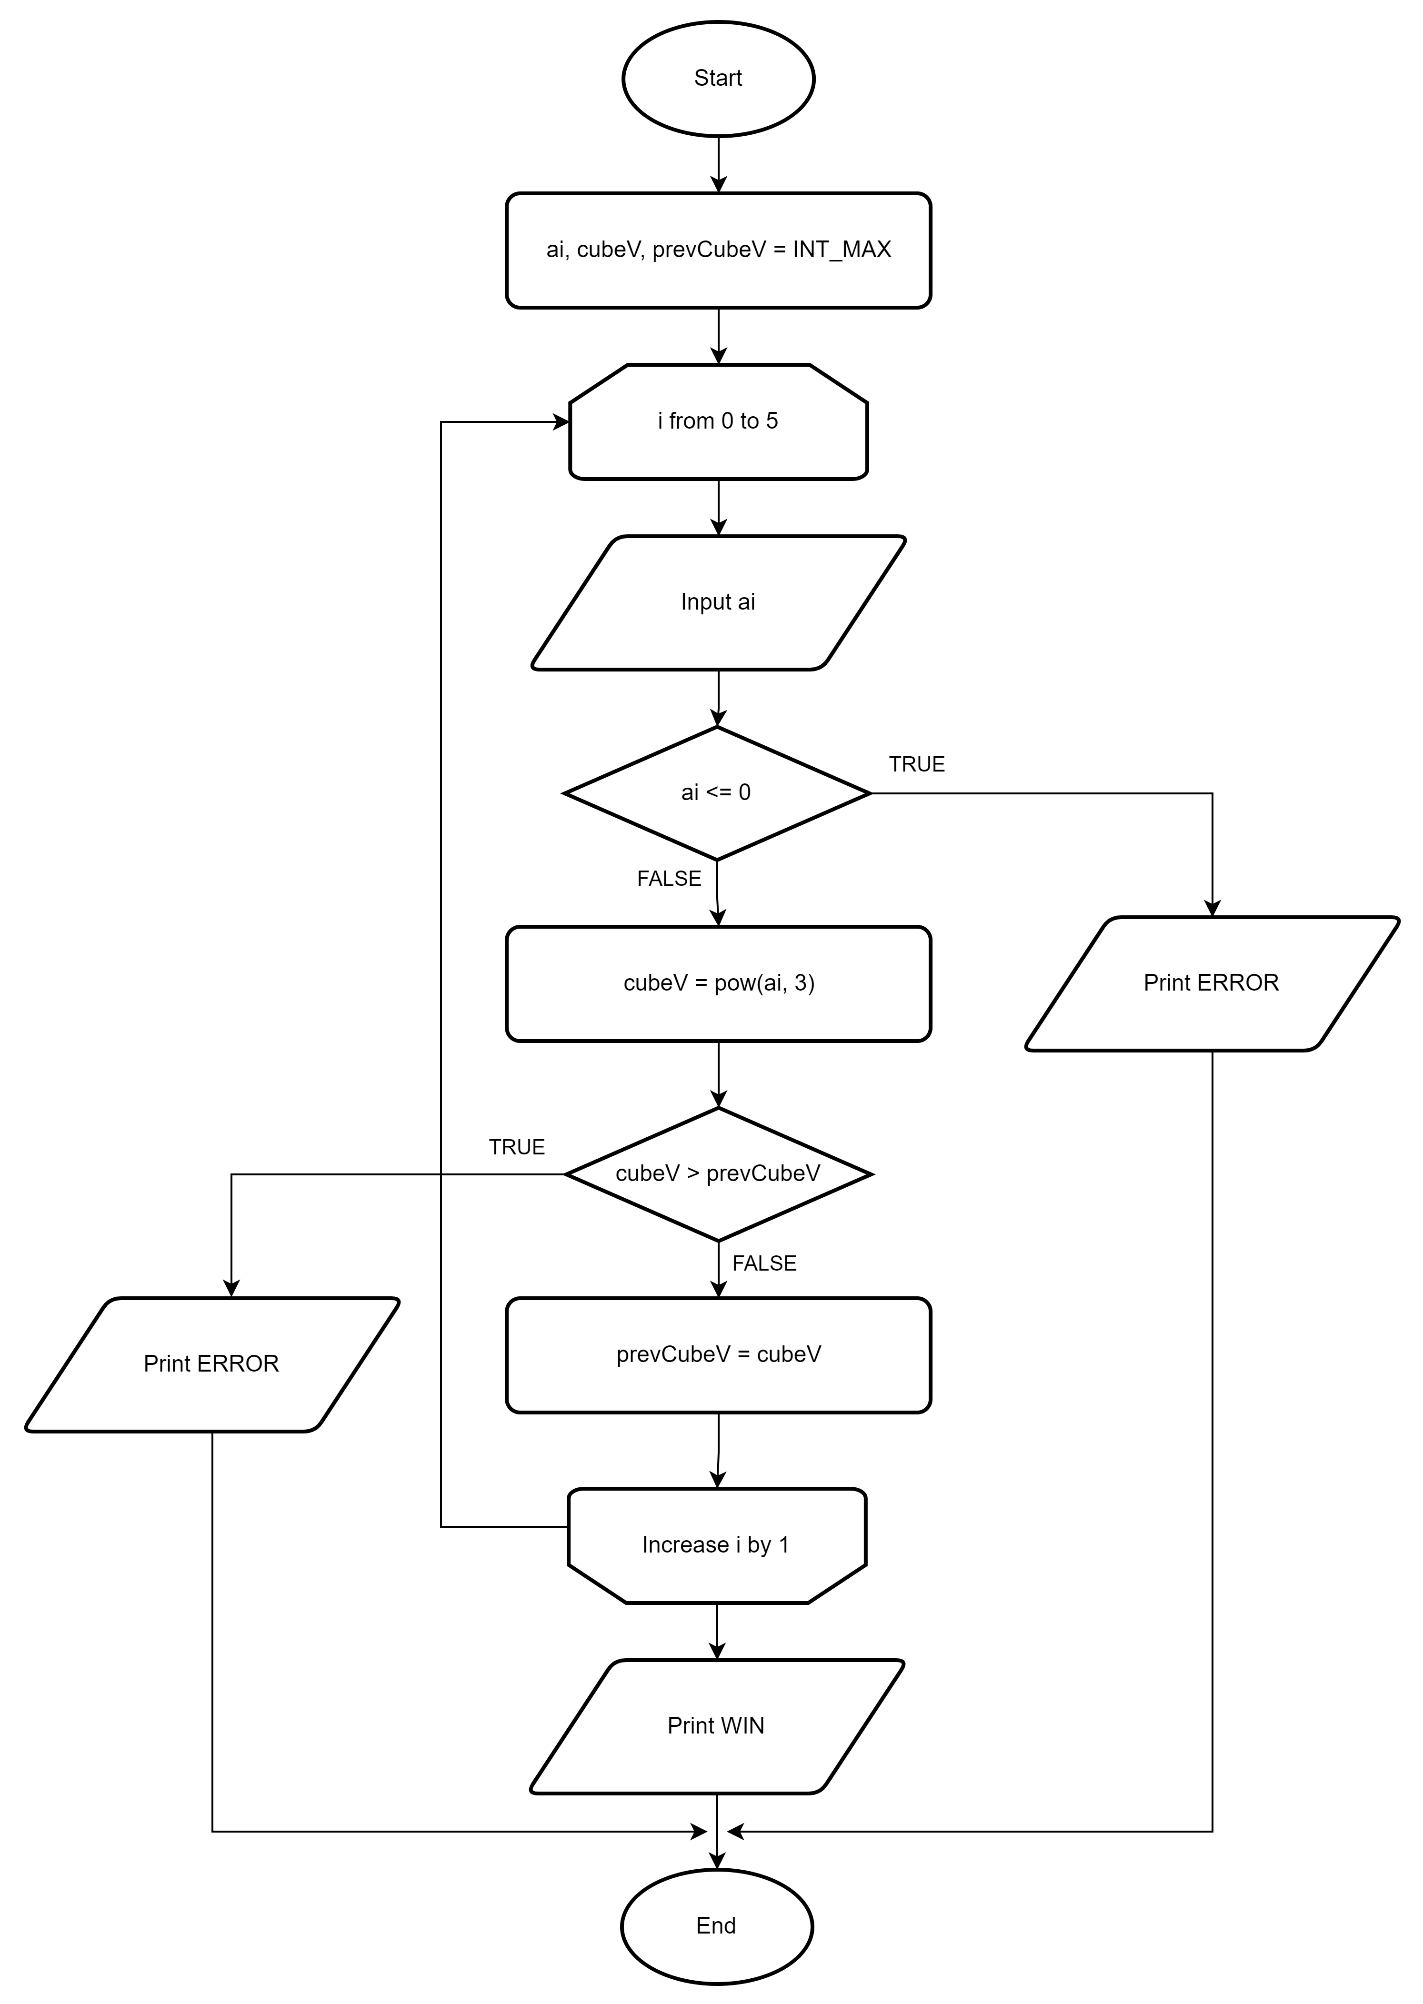 Start
ai, cubeV, prevCubeV = INT_MAX
i from 0 to 5
Input ai
ai <= 0
TRUE
FALSE
cubeV = pow(ai, 3)
Print ERROR
cubeV > prevCubeV
TRUE
FALSE
Print ERROR
prevCubeV = cubeV
Increase i by 1
Print WIN
End